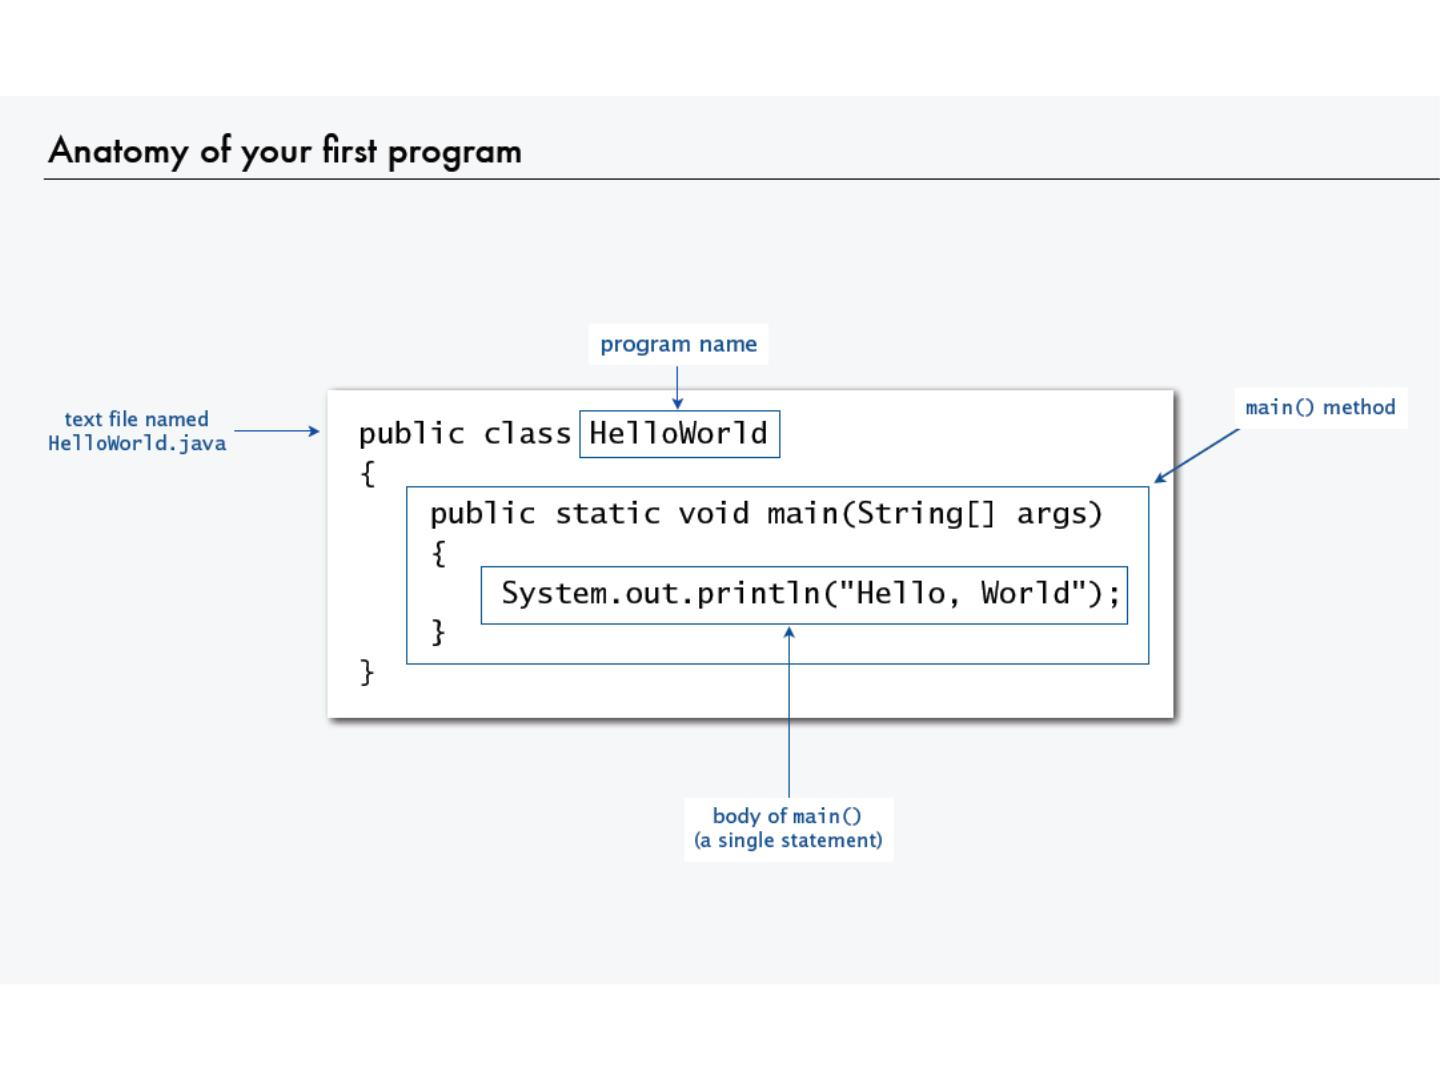 Anatomy of your first program
program name
text file named
HelloWorld.java
main() method
public class HelloWorld
{
public static void main(String[] args)
{
System.out.println("Hello, World");
}
}
body of main()
(a single statement)